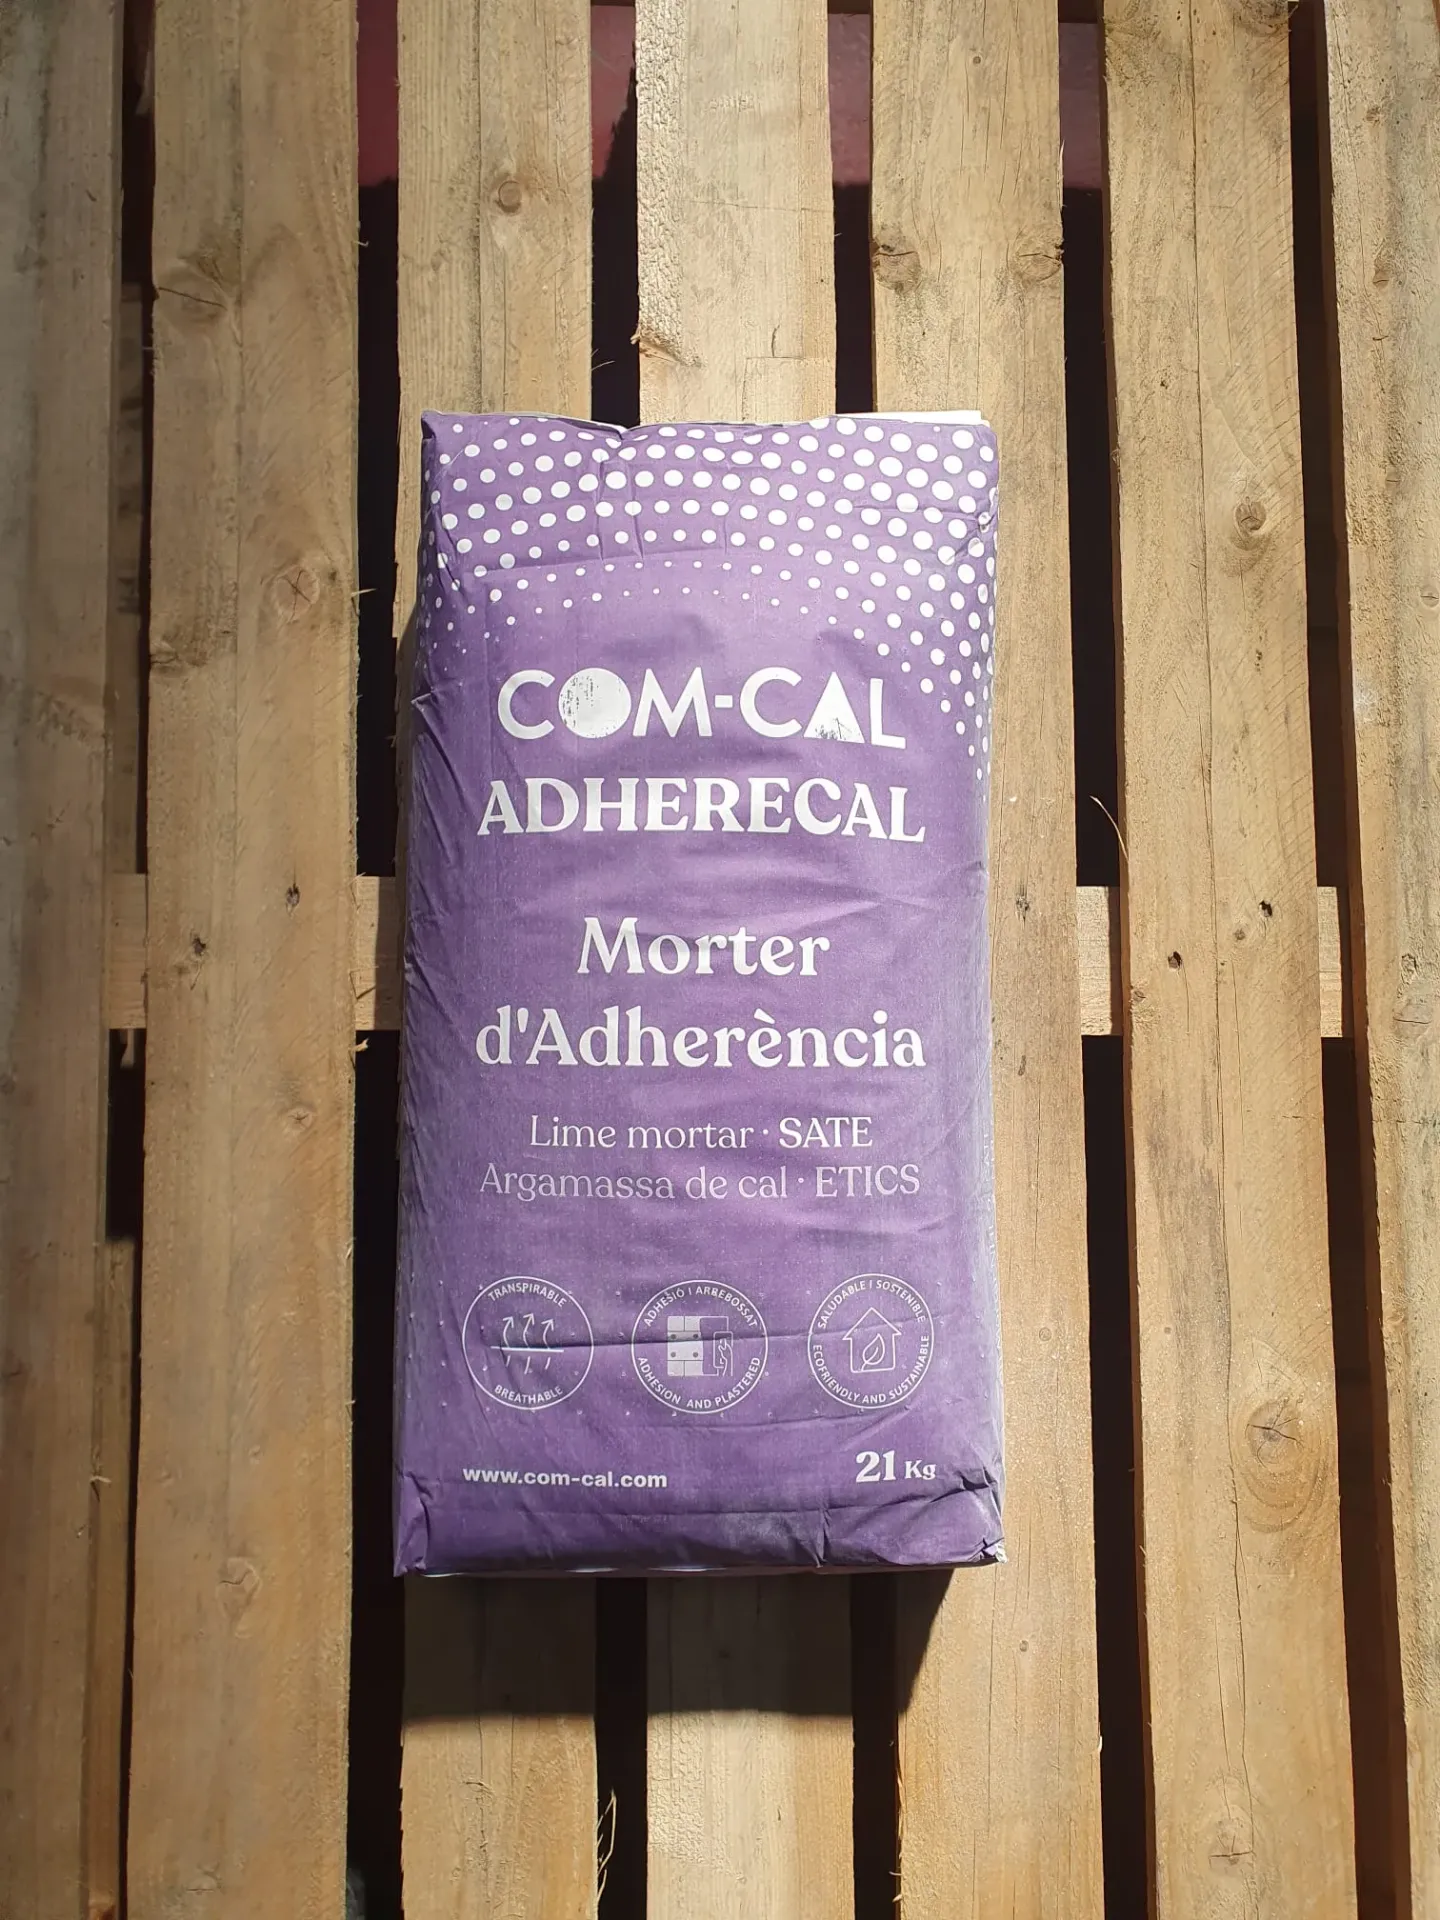 COM-CAL
ADHERECAL
Morter
d'Adherència
Lime mortar · SATE
Argamassa de cal · ETICS
TRANSPIRABLE
BREATHABLE
ADHESIÓ I ARREBOSSAT
ADHESION AND PLASTERED
SALUDABLE I SOSTENIBLE
ECOFRIENDLY AND SUSTAINABLE
www.com-cal.com
21 Kg